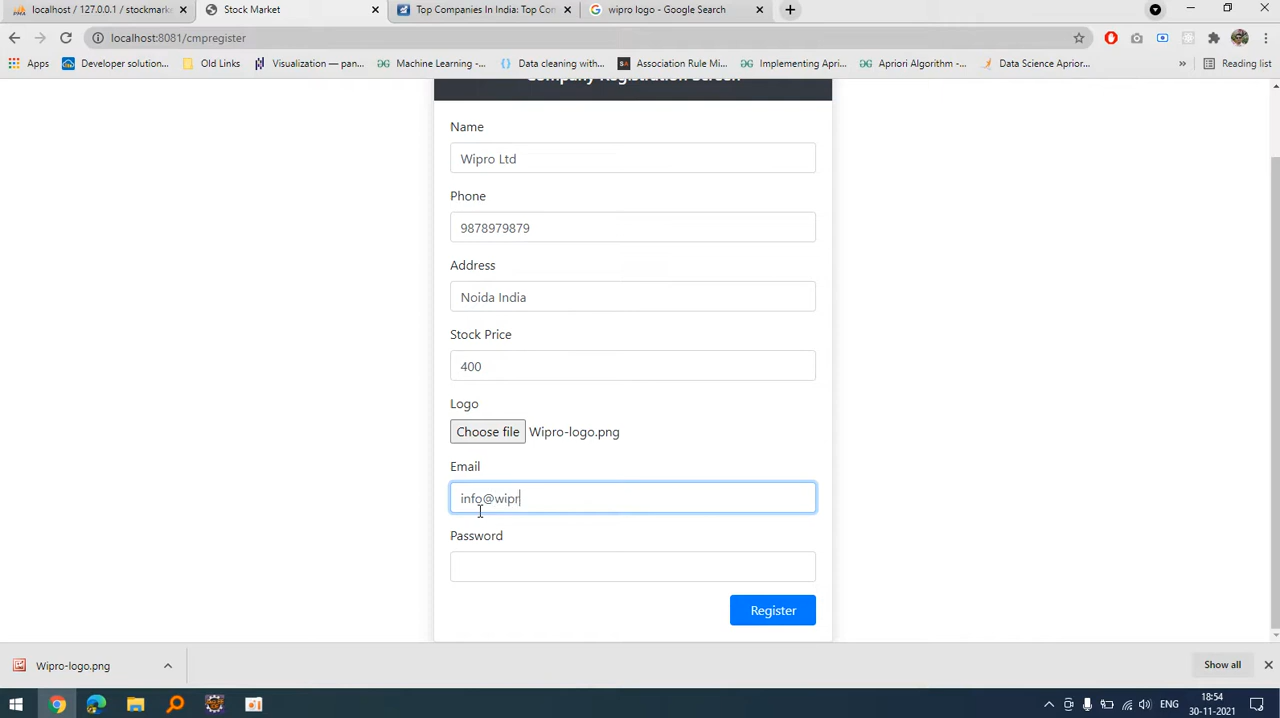 localhost / 127.0.0.1 / stockmark
Stock Market
Top Companies In India: Top Con
wipro logo - Google Search
localhost:8081/cmpregister
Apps
Developer solution...
Old Links
Visualization — pan...
Machine Learning -...
Data cleaning with...
Association Rule Mi...
Implementing Apri...
Apriori Algorithm -...
Data Science Aprior...
»
Reading list
Company Registration Screen
Name
Wipro Ltd
Phone
9878979879
Address
Noida India
Stock Price
400
Logo
Choose file Wipro-logo.png
Email
info@wipr
Password
Register
Wipro-logo.png
Show all
ENG
18:54
30-11-2021